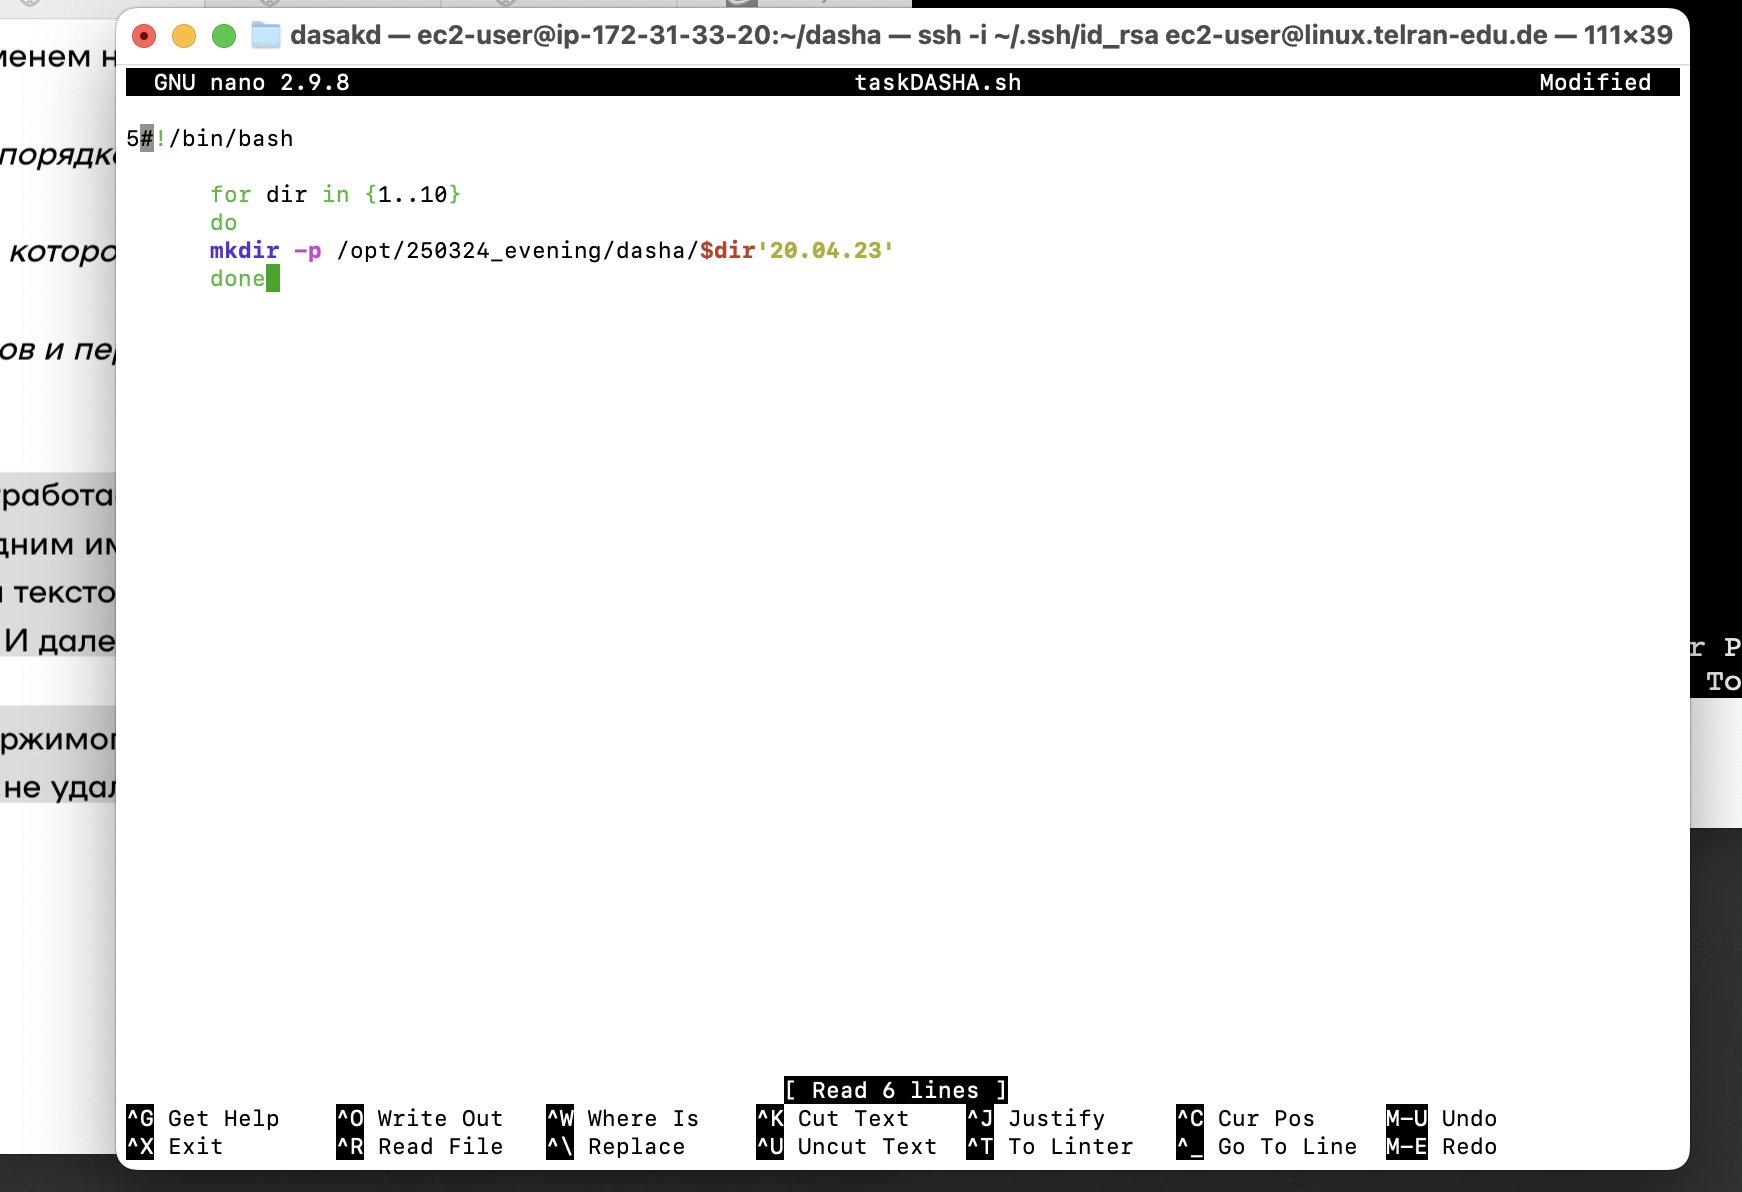 dasakd — ec2-user@ip-172-31-33-20:~/dasha — ssh -i ~/.ssh/id_rsa ec2-user@linux.telran-edu.de — 111×39
GNU nano 2.9.8 taskDASHA.sh Modified
5#!/bin/bash
for dir in {1..10}
do
mkdir -p /opt/250324_evening/dasha/$dir'20.04.23'
done
[ Read 6 lines ]
^G Get Help ^O Write Out ^W Where Is ^K Cut Text ^J Justify ^C Cur Pos M-U Undo
^X Exit ^R Read File ^\ Replace ^U Uncut Text ^T To Linter ^_ Go To Line M-E Redo
менем н
порядк
которо
ов и пер
работа
дним им
тексто
И дале
ржимог
не удал
r P
To